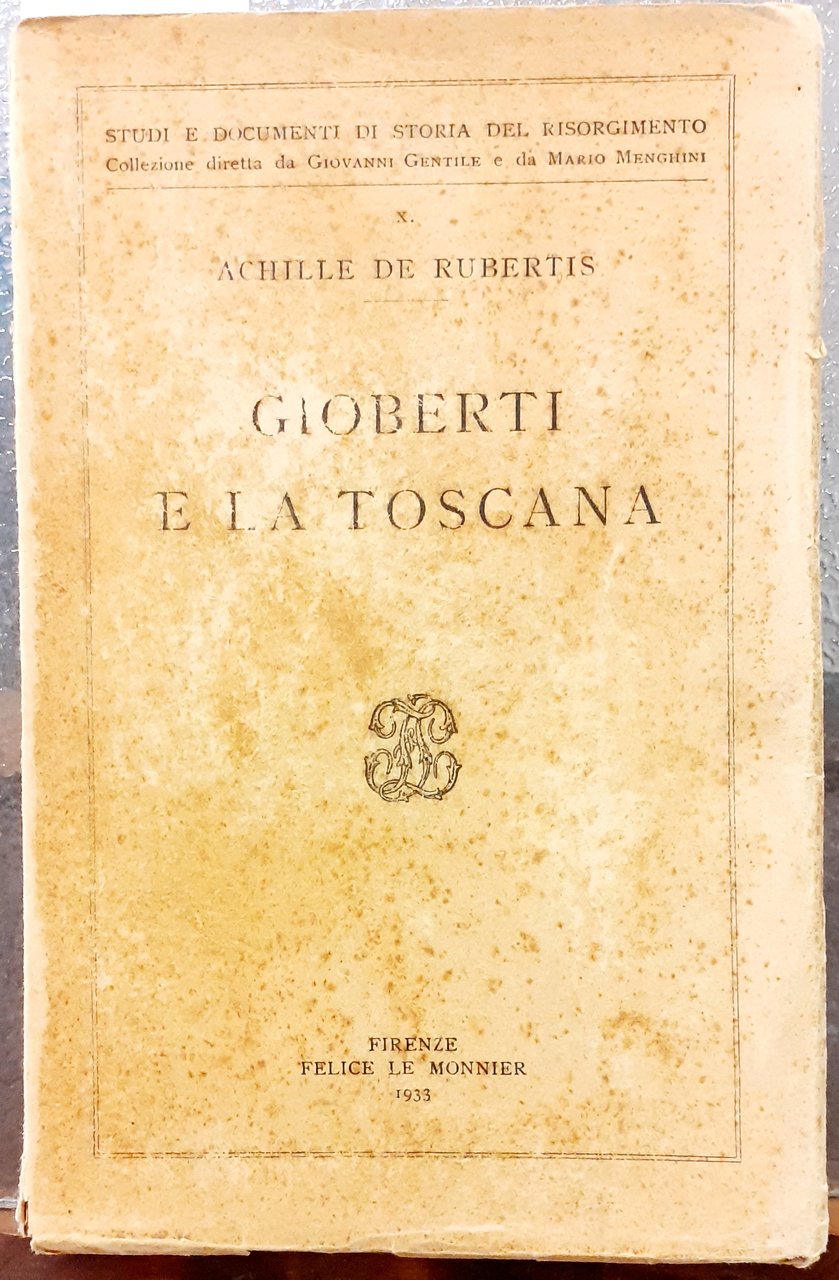 STUDI E DOCUMENTI DI STORIA DEL RISORGIMENTO
Collezione diretta da GIOVANNI GENTILE e da MARIO MENGHINI
X.
ACHILLE DE RUBERTIS
GIOBERTI
E LA TOSCANA
FIRENZE
FELICE LE MONNIER
1933